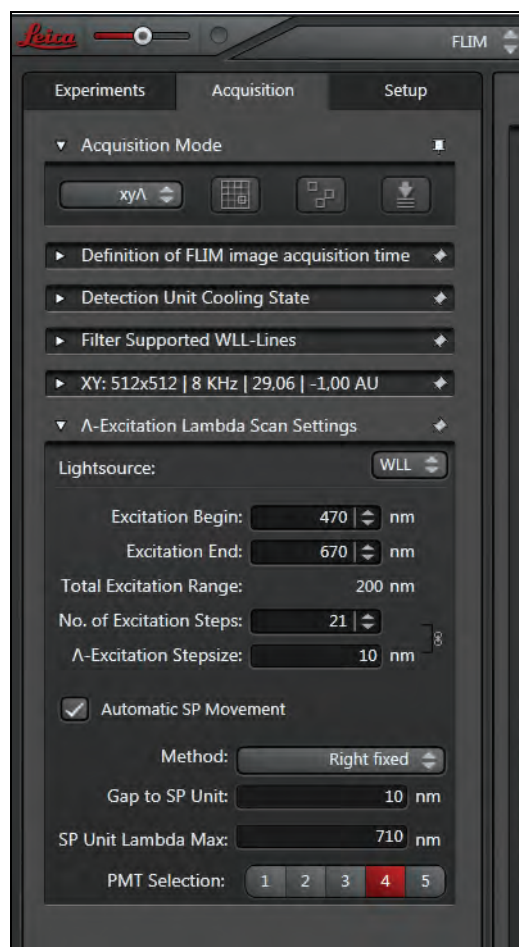 Leica
FLIM
Experiments Acquisition Setup
Acquisition Mode
xyΛ
Definition of FLIM image acquisition time
Detection Unit Cooling State
Filter Supported WLL-Lines
XY: 512x512 | 8 KHz | 29,06 | -1,00 AU
Λ-Excitation Lambda Scan Settings
Lightsource: WLL
Excitation Begin: 470 nm
Excitation End: 670 nm
Total Excitation Range: 200 nm
No. of Excitation Steps: 21
Λ-Excitation Stepsize: 10 nm
Automatic SP Movement
Method: Right fixed
Gap to SP Unit: 10 nm
SP Unit Lambda Max: 710 nm
PMT Selection: 1 2 3 4 5